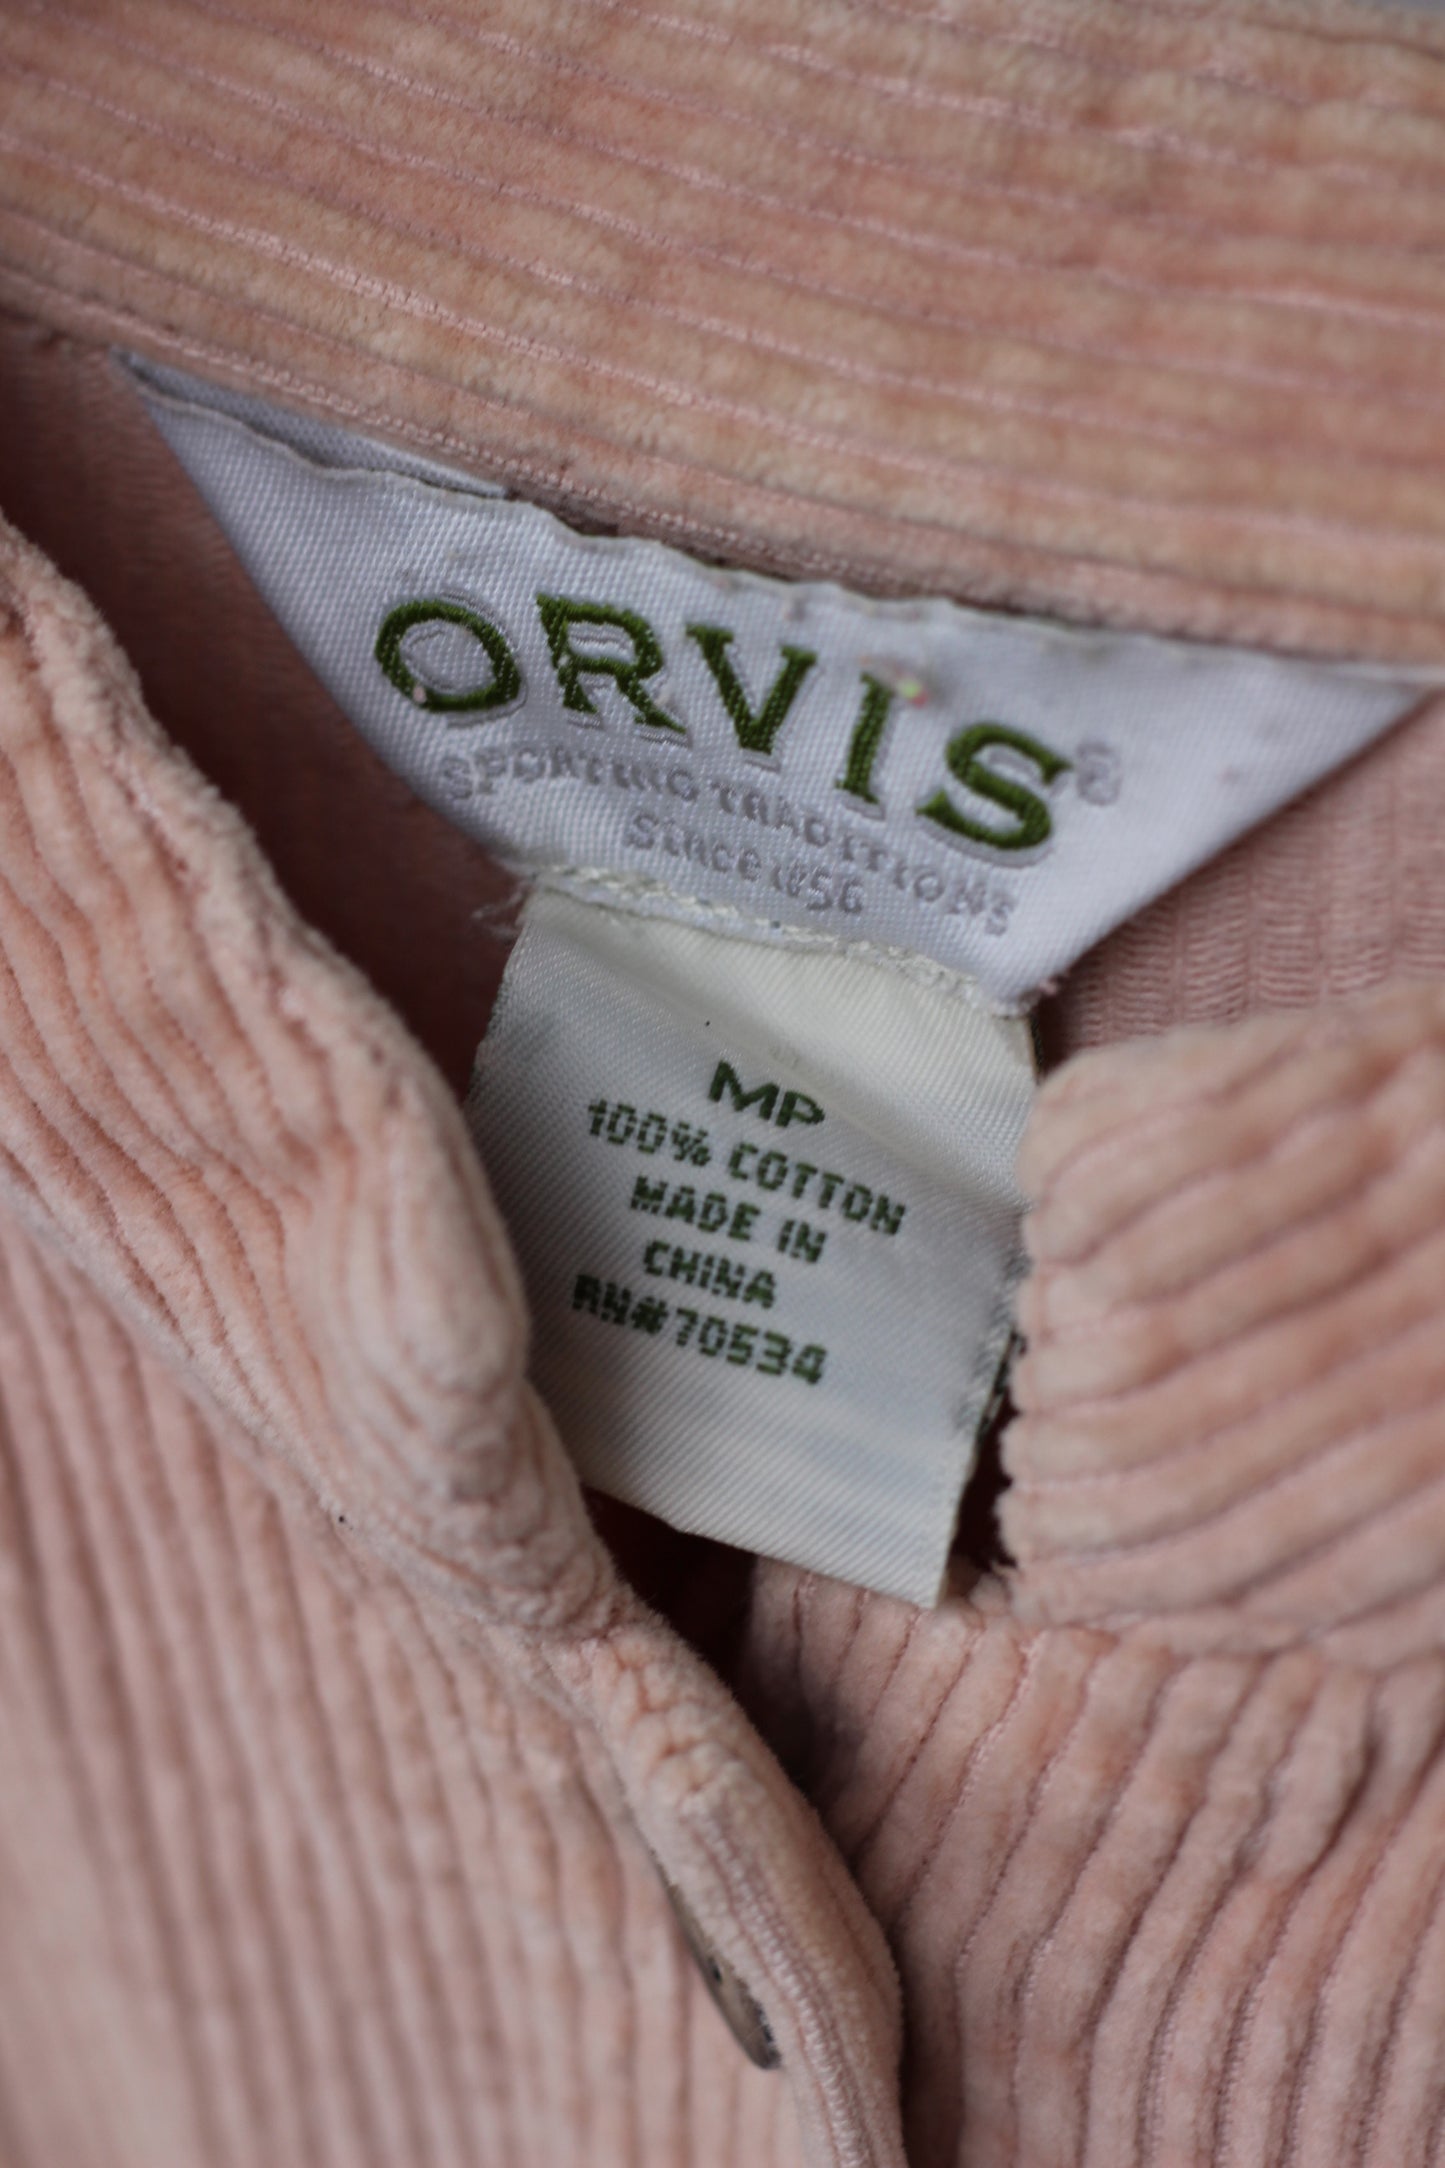 ORVIS®
SPORTING TRADITIONS
Since 1856
MP
100% COTTON
MADE IN
CHINA
RN#70534